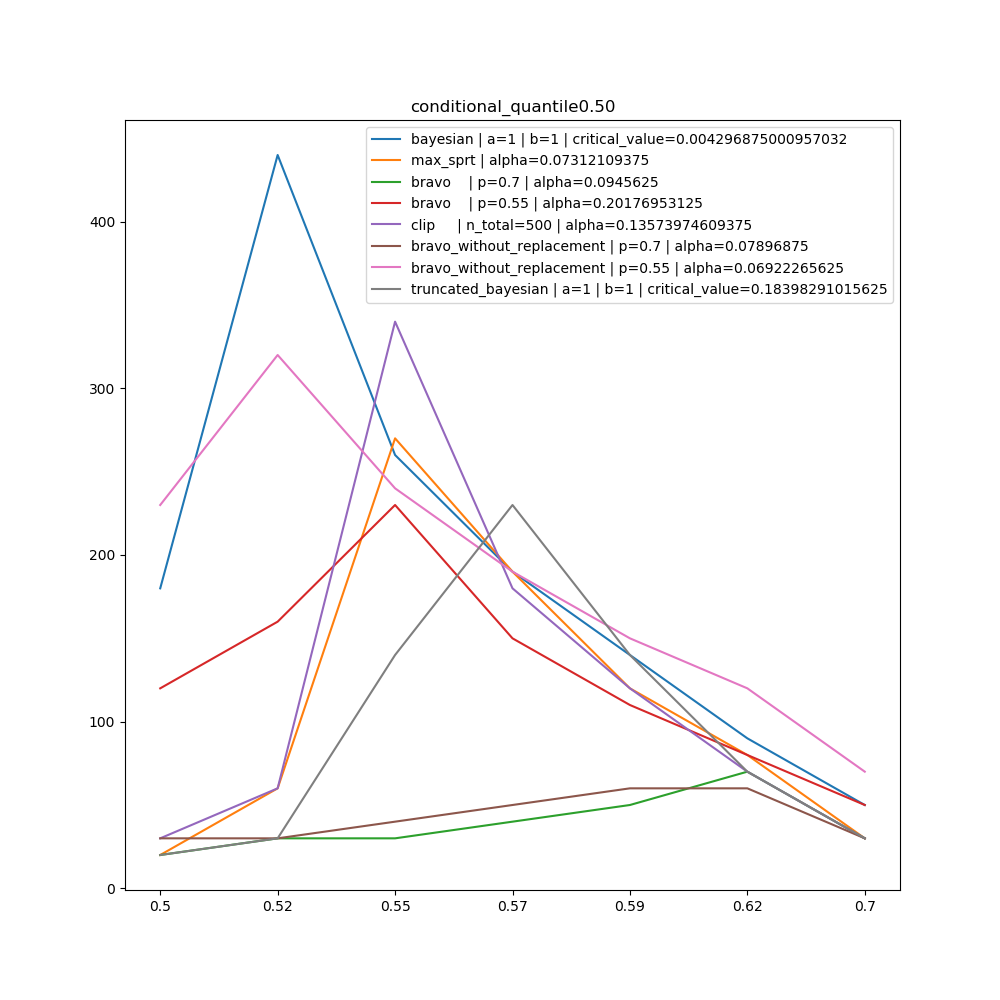 conditional_quantile0.50
bayesian | a=1 | b=1 | critical_value=0.004296875000957032
max_sprt | alpha=0.07312109375
bravo    | p=0.7 | alpha=0.0945625
bravo    | p=0.55 | alpha=0.20176953125
clip     | n_total=500 | alpha=0.13573974609375
bravo_without_replacement | p=0.7 | alpha=0.07896875
bravo_without_replacement | p=0.55 | alpha=0.06922265625
truncated_bayesian | a=1 | b=1 | critical_value=0.18398291015625
400
300
200
100
0
0.5 0.52 0.55 0.57 0.59 0.62 0.7